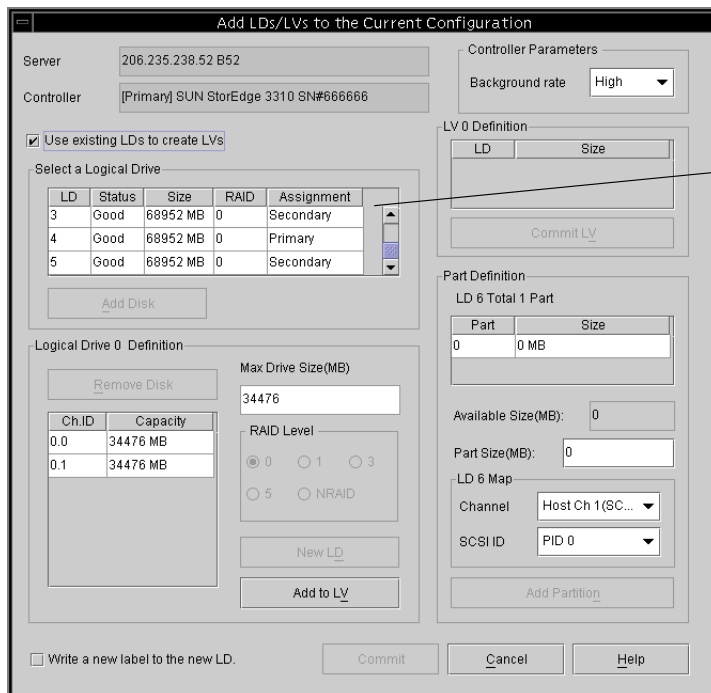 Add LDs/LVs to the Current Configuration
Server
206.235.238.52 B52
Controller
[Primary] SUN StorEdge 3310 SN#666666
Controller Parameters
Background rate
High
Use existing LDs to create LVs
Select a Logical Drive
LD Status Size RAID Assignment
3 Good 68952 MB 0 Secondary
4 Good 68952 MB 0 Primary
5 Good 68952 MB 0 Secondary
Add Disk
LV 0 Definition
LD Size
Commit LV
Logical Drive 0 Definition
Remove Disk
Ch.ID Capacity
0.0 34476 MB
0.1 34476 MB
Max Drive Size(MB)
34476
RAID Level
0 1 3
5 NRAID
New LD
Add to LV
Part Definition
LD 6 Total 1 Part
Part Size
0 0 MB
Available Size(MB): 0
Part Size(MB): 0
LD 6 Map
Channel Host Ch 1(SC...
SCSI ID PID 0
Add Partition
Write a new label to the new LD.
Commit
Cancel
Help